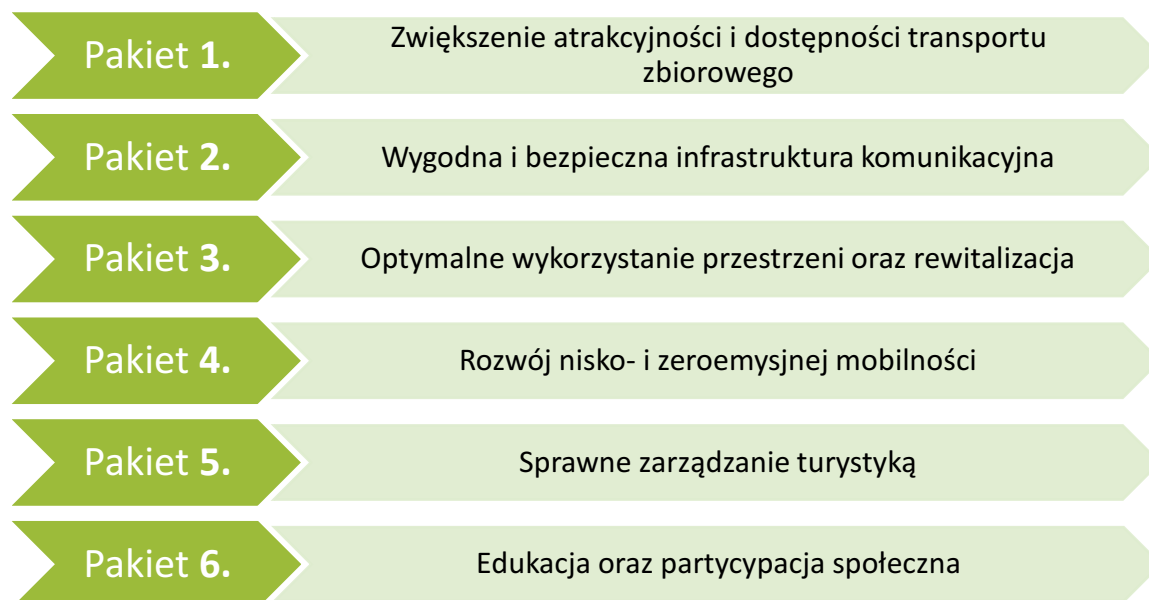 Pakiet 1.
Zwiększenie atrakcyjności i dostępności transportu
zbiorowego
Pakiet 2.
Wygodna i bezpieczna infrastruktura komunikacyjna
Pakiet 3.
Optymalne wykorzystanie przestrzeni oraz rewitalizacja
Pakiet 4.
Rozwój nisko- i zeroemysjnej mobilności
Pakiet 5.
Sprawne zarządzanie turystyką
Pakiet 6.
Edukacja oraz partycypacja społeczna